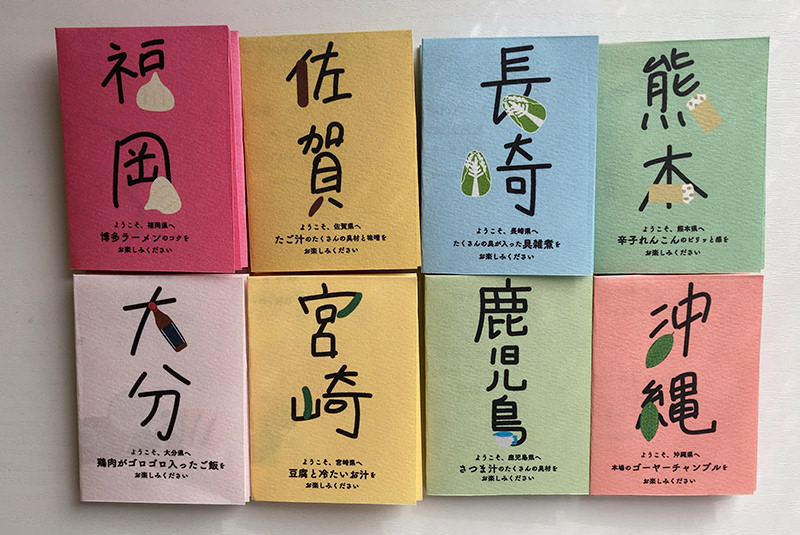 福
岡
ようこそ、福岡県へ
博多ラーメンのコクを
お楽しみください
佐
賀
ようこそ、佐賀県へ
だご汁のたくさんの具材と味噌を
お楽しみください
長
崎
ようこそ、長崎県へ
たくさんの具が入った具雑煮を
お楽しみください
熊
本
ようこそ、熊本県へ
辛子れんこんのピリッと感を
お楽しみください
大
分
ようこそ、大分県へ
鶏肉がゴロゴロ入ったご飯を
お楽しみください
宮
崎
ようこそ、宮崎県へ
豆腐と冷たいお汁を
お楽しみください
鹿
児
島
ようこそ、鹿児島県へ
さつま汁のたくさんの具材を
お楽しみください
沖
縄
ようこそ、沖縄県へ
本場のゴーヤーチャンプルを
お楽しみください